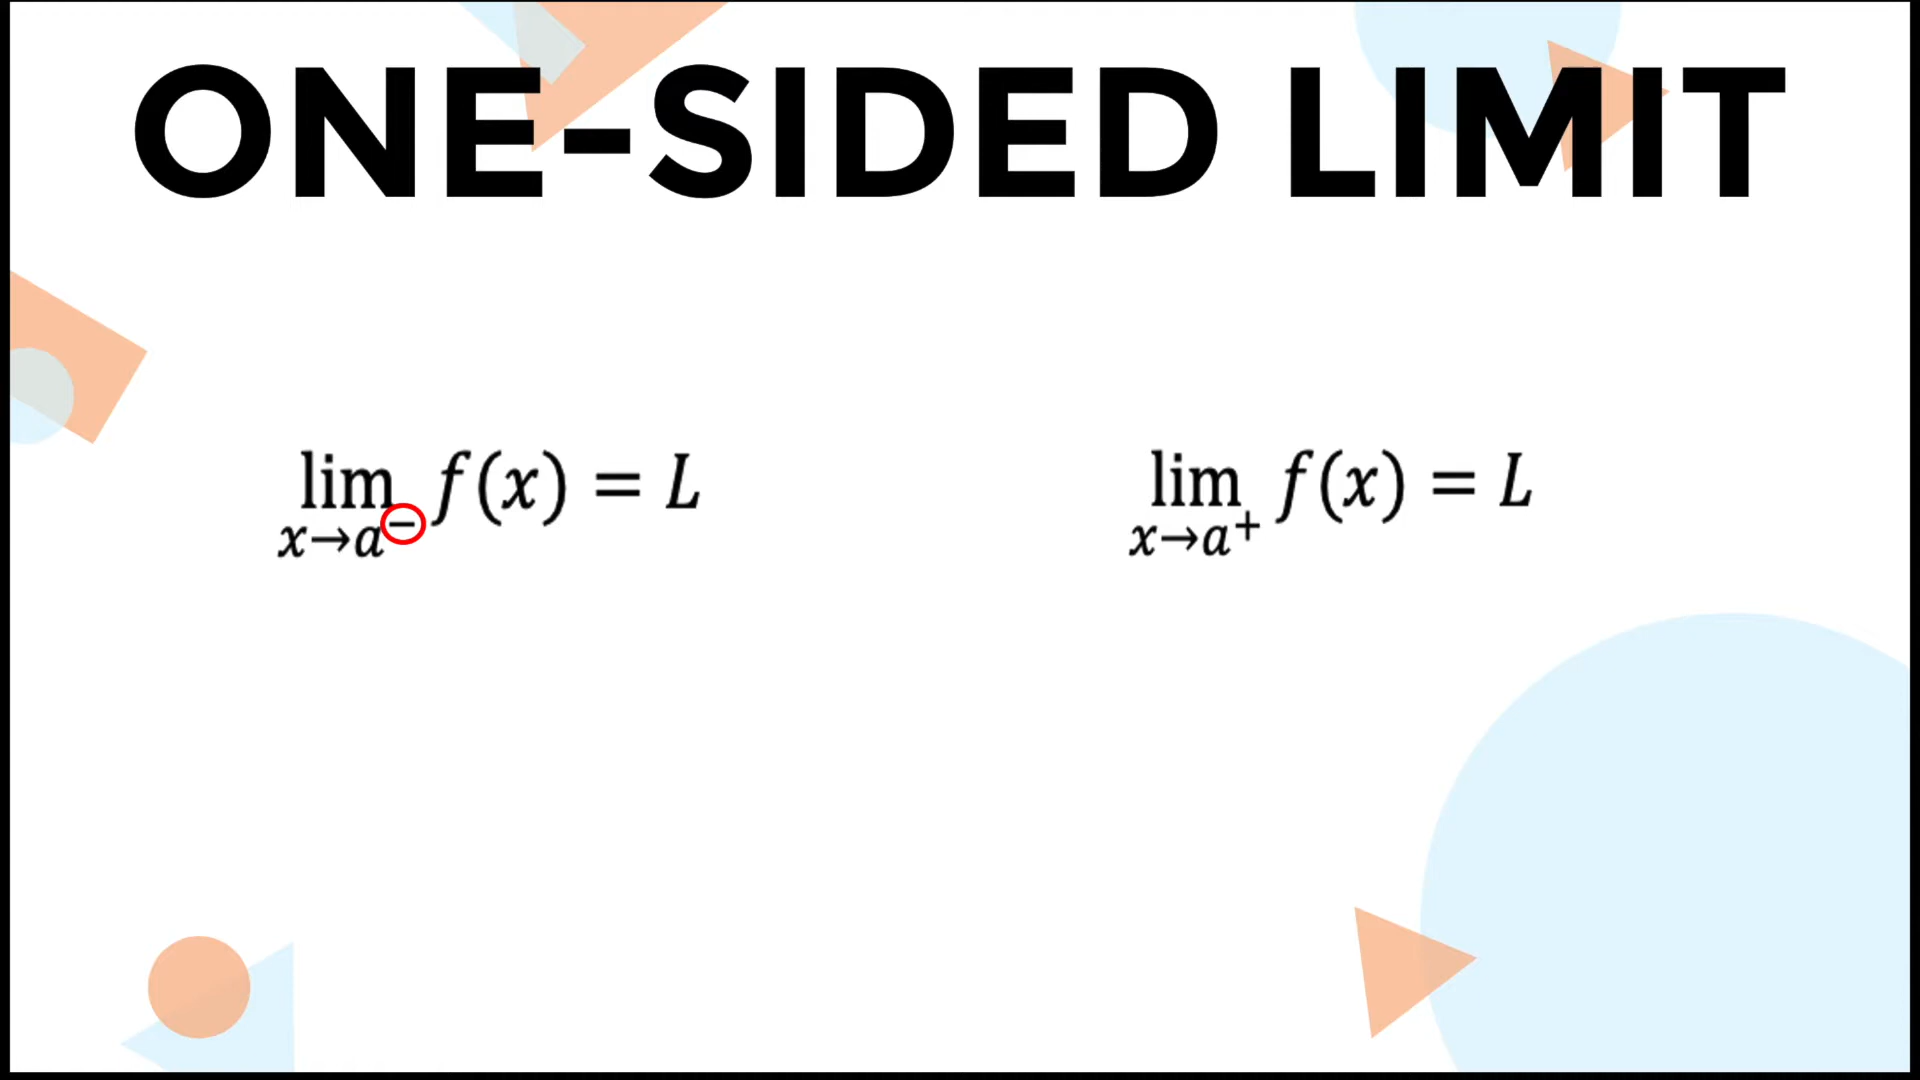 ONE-SIDED LIMIT
lim f(x) = L
x→a⁻
lim f(x) = L
x→a⁺